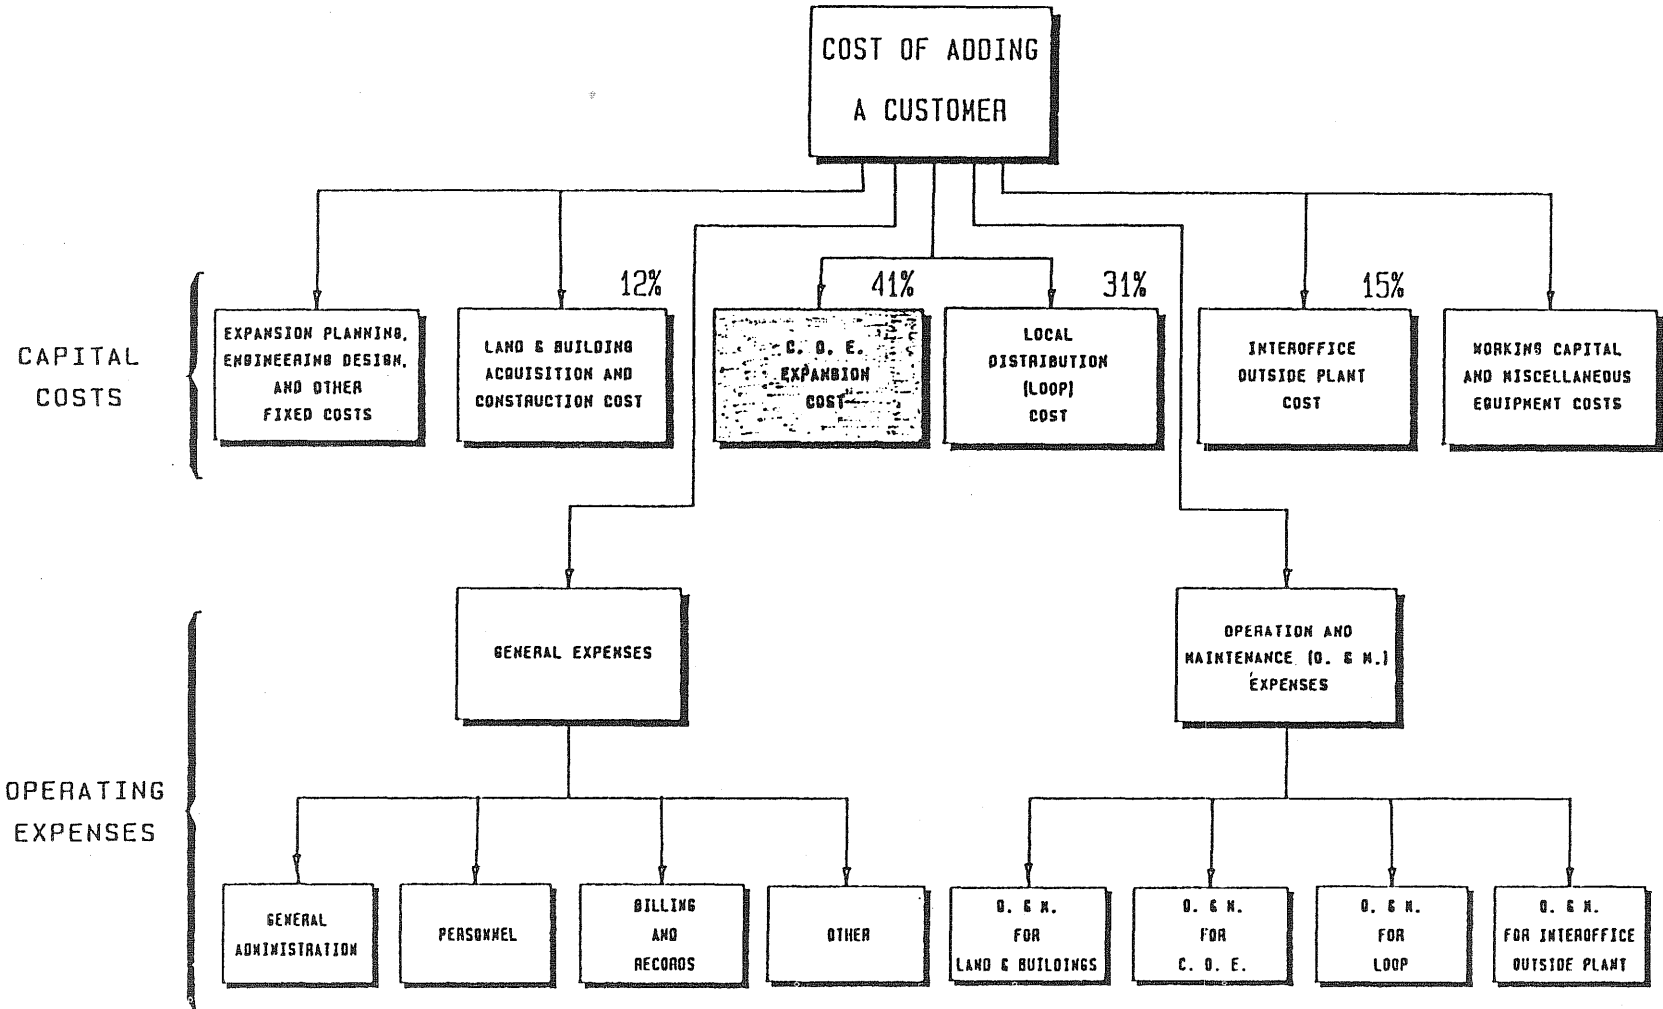 COST OF ADDING
A CUSTOMER
CAPITAL
COSTS
12%
41%
31%
15%
EXPANSION PLANNING,
ENGINEERING DESIGN,
AND OTHER
FIXED COSTS
LAND & BUILDING
ACQUISITION AND
CONSTRUCTION COST
C. O. E.
EXPANSION
COST
LOCAL
DISTRIBUTION
(LOOP)
COST
INTEROFFICE
OUTSIDE PLANT
COST
WORKING CAPITAL
AND MISCELLANEOUS
EQUIPMENT COSTS
OPERATING
EXPENSES
GENERAL EXPENSES
OPERATION AND
MAINTENANCE (O. & M.)
EXPENSES
GENERAL
ADMINISTRATION
PERSONNEL
BILLING
AND
RECORDS
OTHER
O. & M.
FOR
LAND & BUILDINGS
O. & M.
FOR
C. O. E.
O. & M.
FOR
LOOP
O. & M.
FOR INTEROFFICE
OUTSIDE PLANT